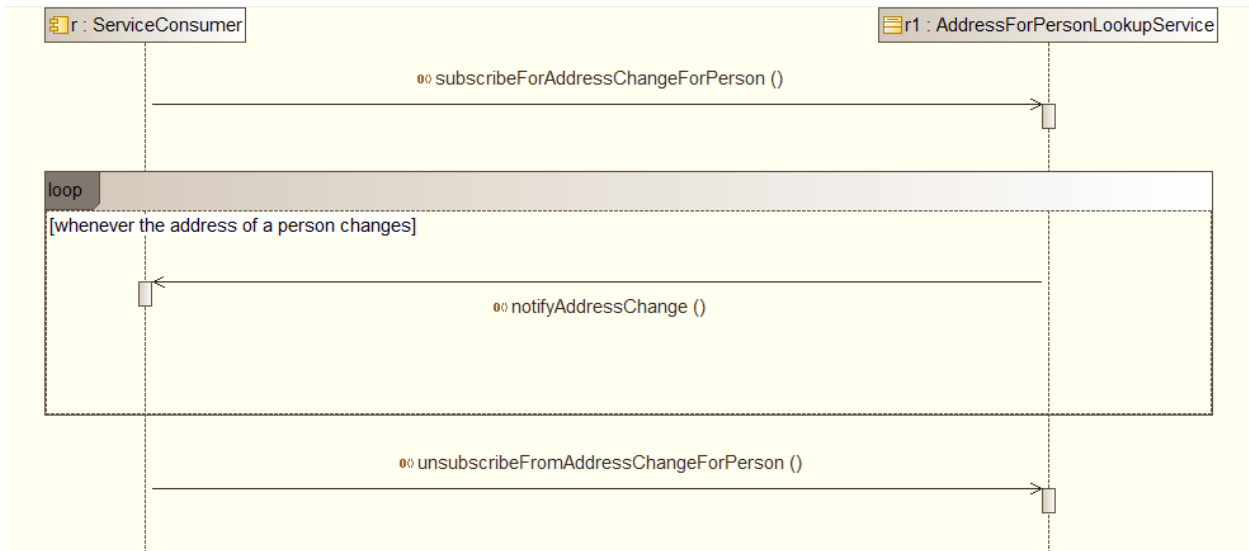 r : ServiceConsumer
r1 : AddressForPersonLookupService
subscribeForAddressChangeForPerson ()
loop
[whenever the address of a person changes]
notifyAddressChange ()
unsubscribeFromAddressChangeForPerson ()